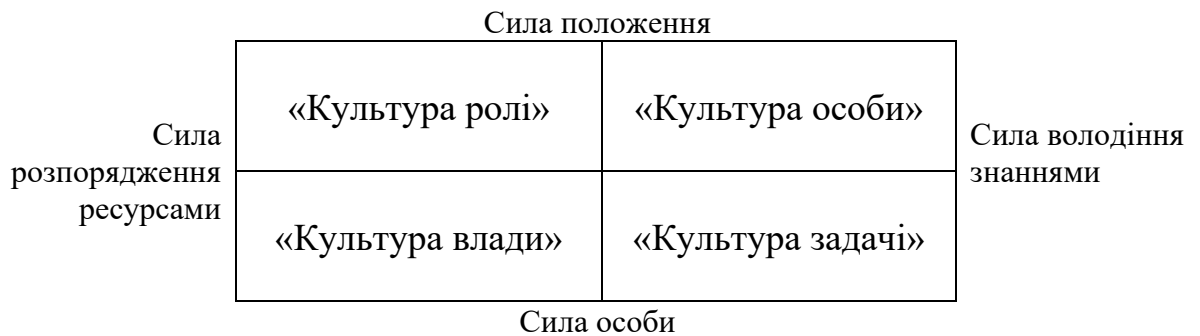 Сила положення
«Культура ролі»
«Культура особи»
Сила
розпорядження
ресурсами
Сила володіння
знаннями
«Культура влади»
«Культура задачі»
Сила особи